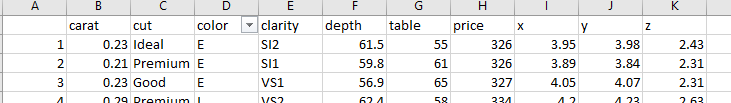 A B C D E F G H I J K
carat cut color clarity depth table price x y z
1 0.23 Ideal E SI2 61.5 55 326 3.95 3.98 2.43
2 0.21 Premium E SI1 59.8 61 326 3.89 3.84 2.31
3 0.23 Good E VS1 56.9 65 327 4.05 4.07 2.31
4 0.29 Premium I VS2 62.4 58 334 4.2 4.23 2.63